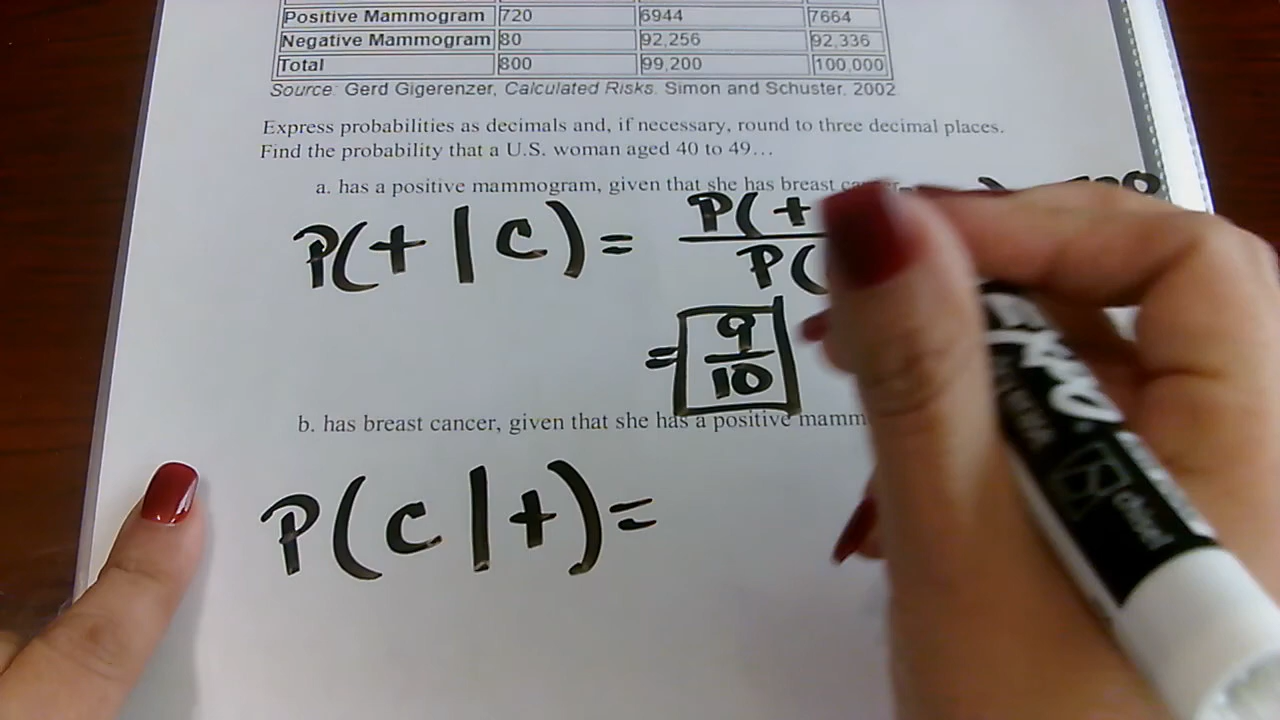 Positive Mammogram 720 6944 7664
Negative Mammogram 80 92,256 92,336
Total 800 99,200 100,000
Source: Gerd Gigerenzer, Calculated Risks. Simon and Schuster, 2002
Express probabilities as decimals and, if necessary, round to three decimal places.
Find the probability that a U.S. woman aged 40 to 49…
a. has a positive mammogram, given that she has breast cancer
P(+ | C) = P(+
P(
= 9
10
b. has breast cancer, given that she has a positive mamm
P(C | +) =